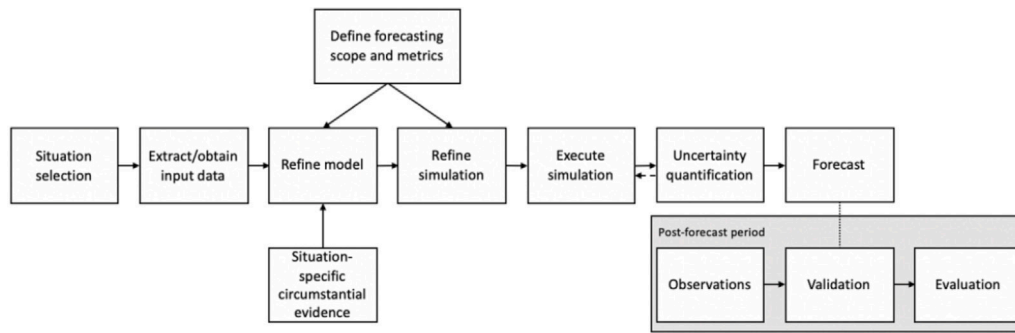 Define forecasting
scope and metrics
Situation
selection
Extract/obtain
input data
Refine model
Refine
simulation
Execute
simulation
Uncertainty
quantification
Forecast
Situation-
specific
circumstantial
evidence
Post-forecast period
Observations
Validation
Evaluation